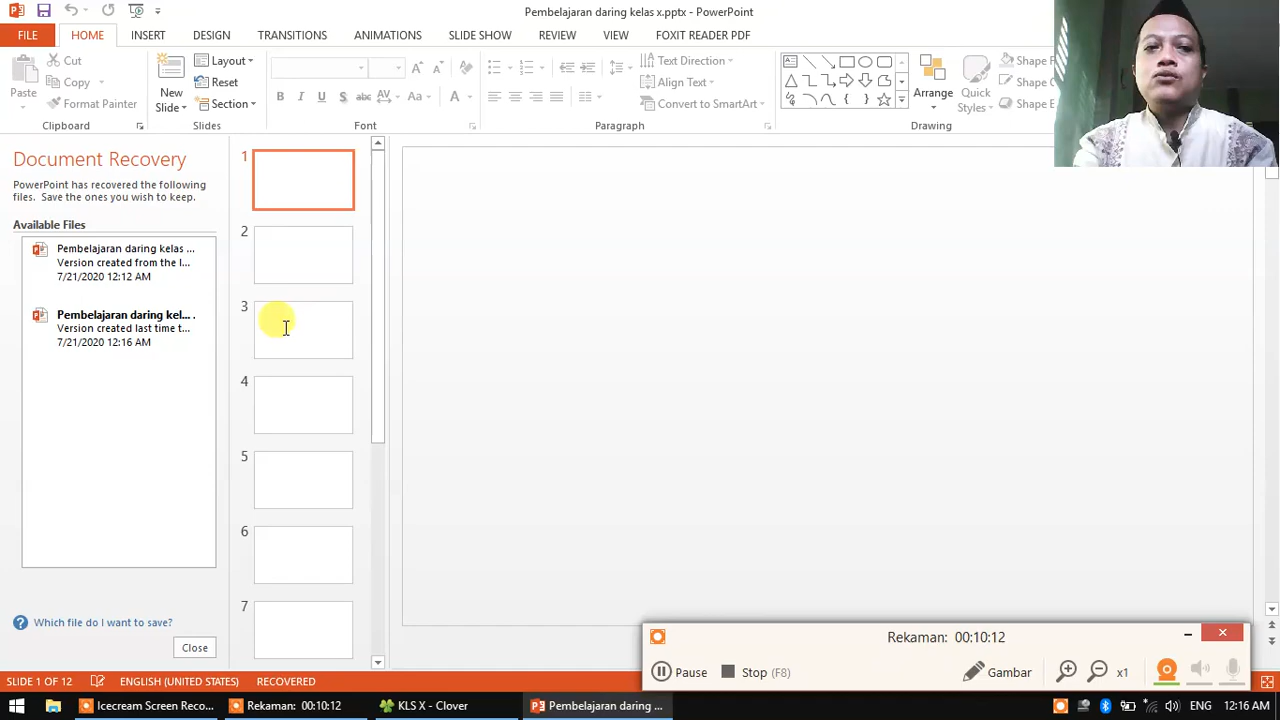 Pembelajaran daring kelas x.pptx - PowerPoint
FILE HOME INSERT DESIGN TRANSITIONS ANIMATIONS SLIDE SHOW REVIEW VIEW FOXIT READER PDF
Paste
Cut
Copy
Format Painter
Clipboard
New
Slide
Layout
Reset
Section
Slides
B I U S abc AV Aa A
Font
Text Direction
Align Text
Convert to SmartArt
Paragraph
Arrange
Quick
Styles
Shape F
Shape
Shape E
Drawing
Document Recovery
PowerPoint has recovered the following
files. Save the ones you wish to keep.
Available Files
Pembelajaran daring kelas ...
Version created from the l...
7/21/2020 12:12 AM
Pembelajaran daring kel... .
Version created last time t...
7/21/2020 12:16 AM
Which file do I want to save?
Close
1
2
3
4
5
6
7
Rekaman: 00:10:12
Pause
Stop (F8)
Gambar
x1
SLIDE 1 OF 12 ENGLISH (UNITED STATES) RECOVERED
Icecream Screen Reco...
Rekaman: 00:10:12
KLS X - Clover
Pembelajaran daring ...
ENG 12:16 AM